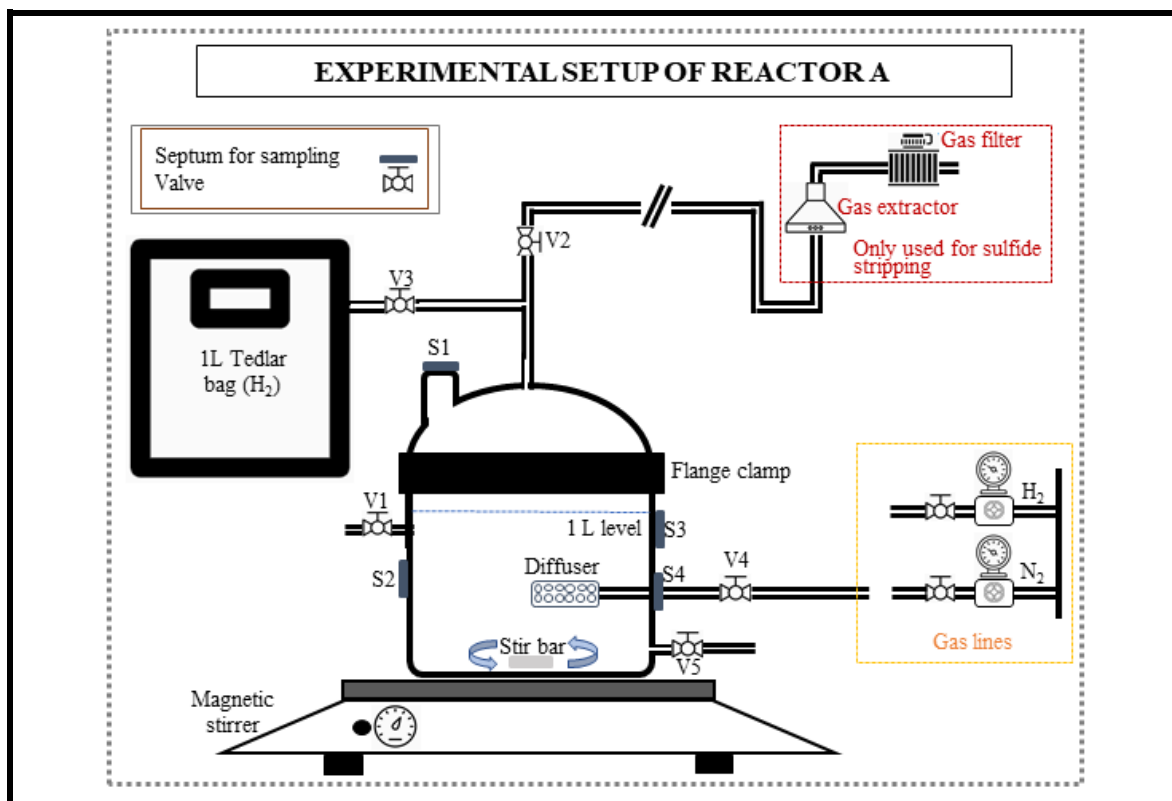 EXPERIMENTAL SETUP OF REACTOR A
Septum for sampling
Valve
Gas filter
Gas extractor
Only used for sulfide
stripping
V2
V3
1L Tedlar
bag (H₂)
S1
Flange clamp
V1
1 L level
S3
H₂
S2
Diffuser
S4
V4
N₂
Stir bar
V5
Gas lines
Magnetic
stirrer